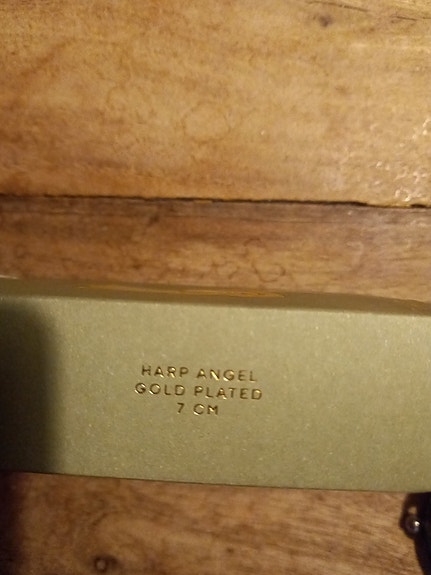 HARP ANGEL
GOLD PLATED
7 CM